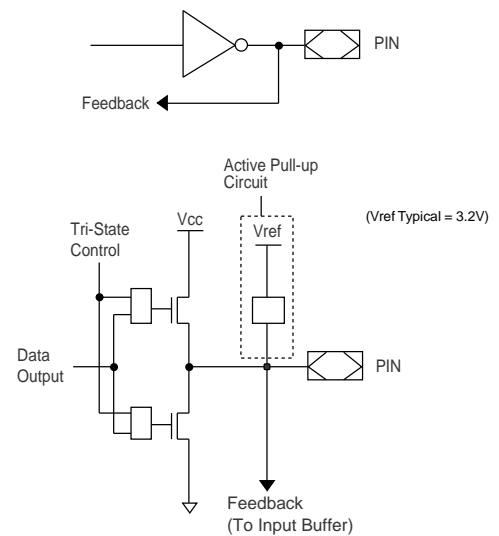 PIN
Feedback
Active Pull-up
Circuit
(Vref Typical = 3.2V)
Vcc
Vref
Tri-State
Control
Data
Output
PIN
Feedback
(To Input Buffer)